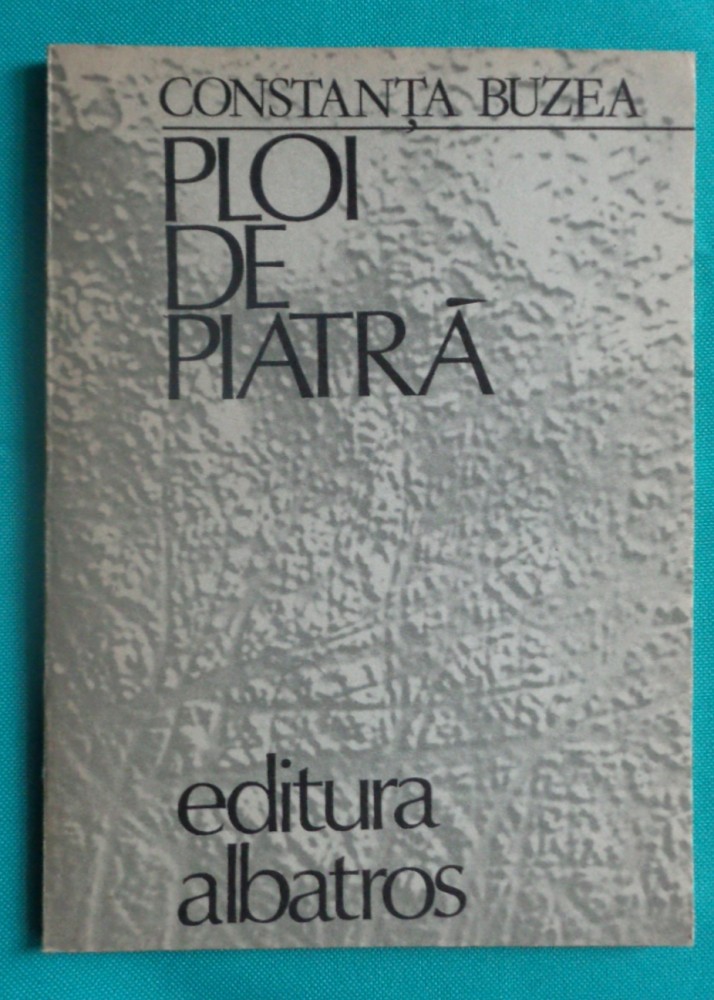 CONSTANȚA BUZEA
PLOI
DE
PIATRĂ
editura
albatros